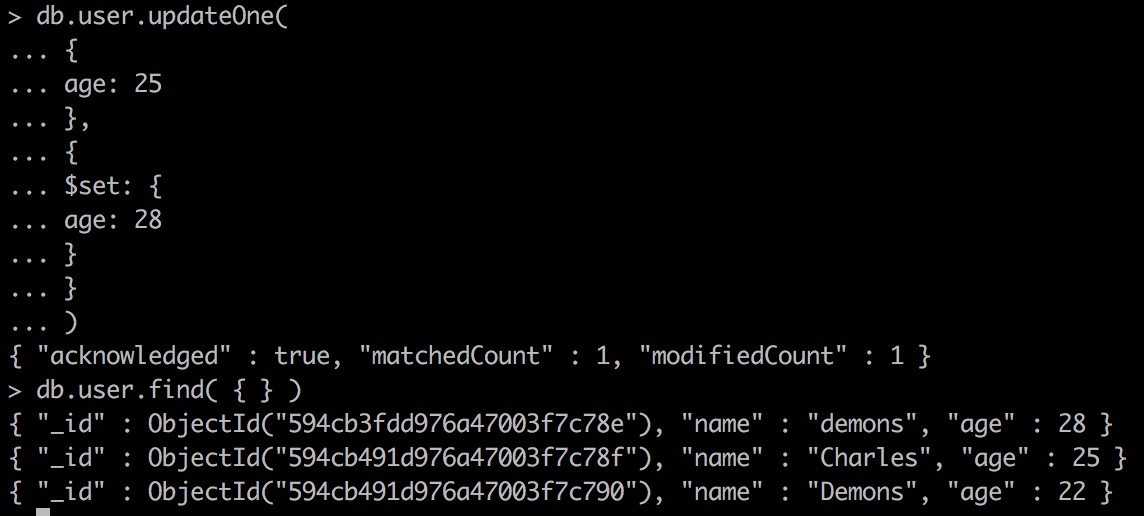 > db.user.updateOne(
... {
... age: 25
... },
... {
... $set: {
... age: 28
... }
... }
... )
{ "acknowledged" : true, "matchedCount" : 1, "modifiedCount" : 1 }
> db.user.find( { } )
{ "_id" : ObjectId("594cb3fdd976a47003f7c78e"), "name" : "demons", "age" : 28 }
{ "_id" : ObjectId("594cb491d976a47003f7c78f"), "name" : "Charles", "age" : 25 }
{ "_id" : ObjectId("594cb491d976a47003f7c790"), "name" : "Demons", "age" : 22 }